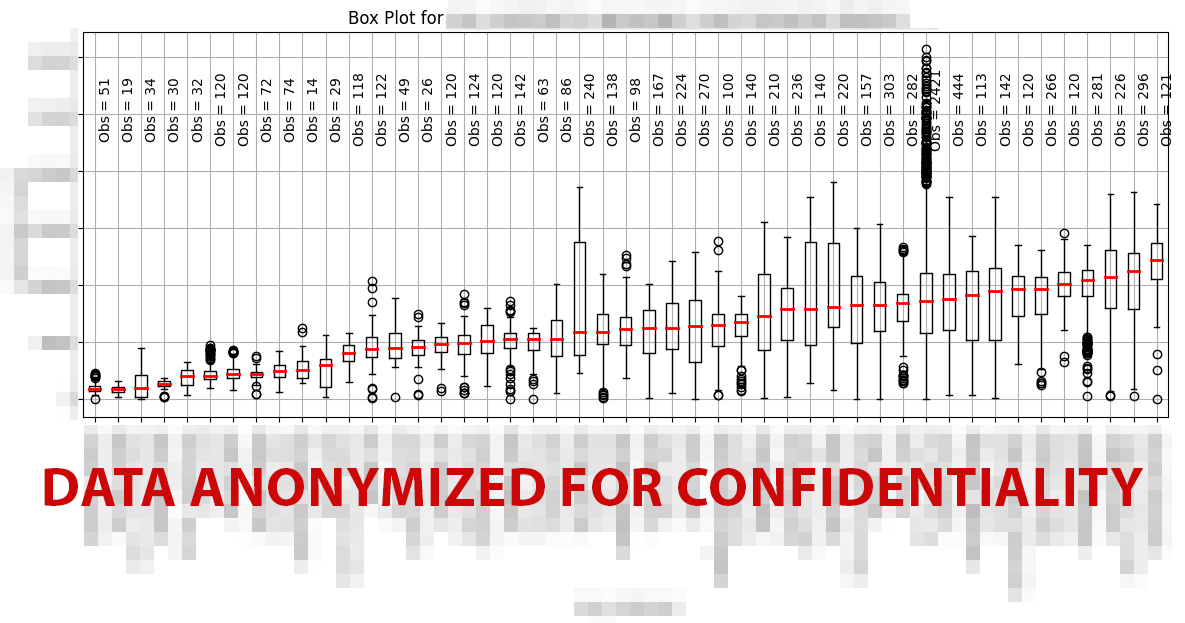 Box Plot for
Obs = 51
Obs = 19
Obs = 34
Obs = 30
Obs = 32
Obs = 120
Obs = 120
Obs = 72
Obs = 74
Obs = 14
Obs = 29
Obs = 118
Obs = 122
Obs = 49
Obs = 26
Obs = 120
Obs = 124
Obs = 120
Obs = 142
Obs = 63
Obs = 86
Obs = 240
Obs = 138
Obs = 98
Obs = 167
Obs = 224
Obs = 270
Obs = 100
Obs = 140
Obs = 210
Obs = 236
Obs = 140
Obs = 220
Obs = 157
Obs = 303
Obs = 282
Obs = 2421
Obs = 444
Obs = 113
Obs = 142
Obs = 120
Obs = 266
Obs = 120
Obs = 281
Obs = 226
Obs = 296
Obs = 121
DATA ANONYMIZED FOR CONFIDENTIALITY